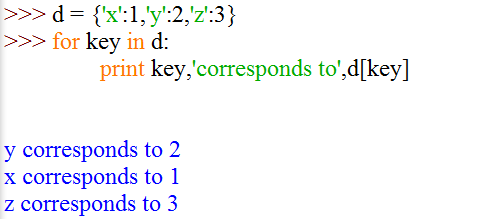 >>> d = {'x':1,'y':2,'z':3}
>>> for key in d:
print key,'corresponds to',d[key]
y corresponds to 2
x corresponds to 1
z corresponds to 3